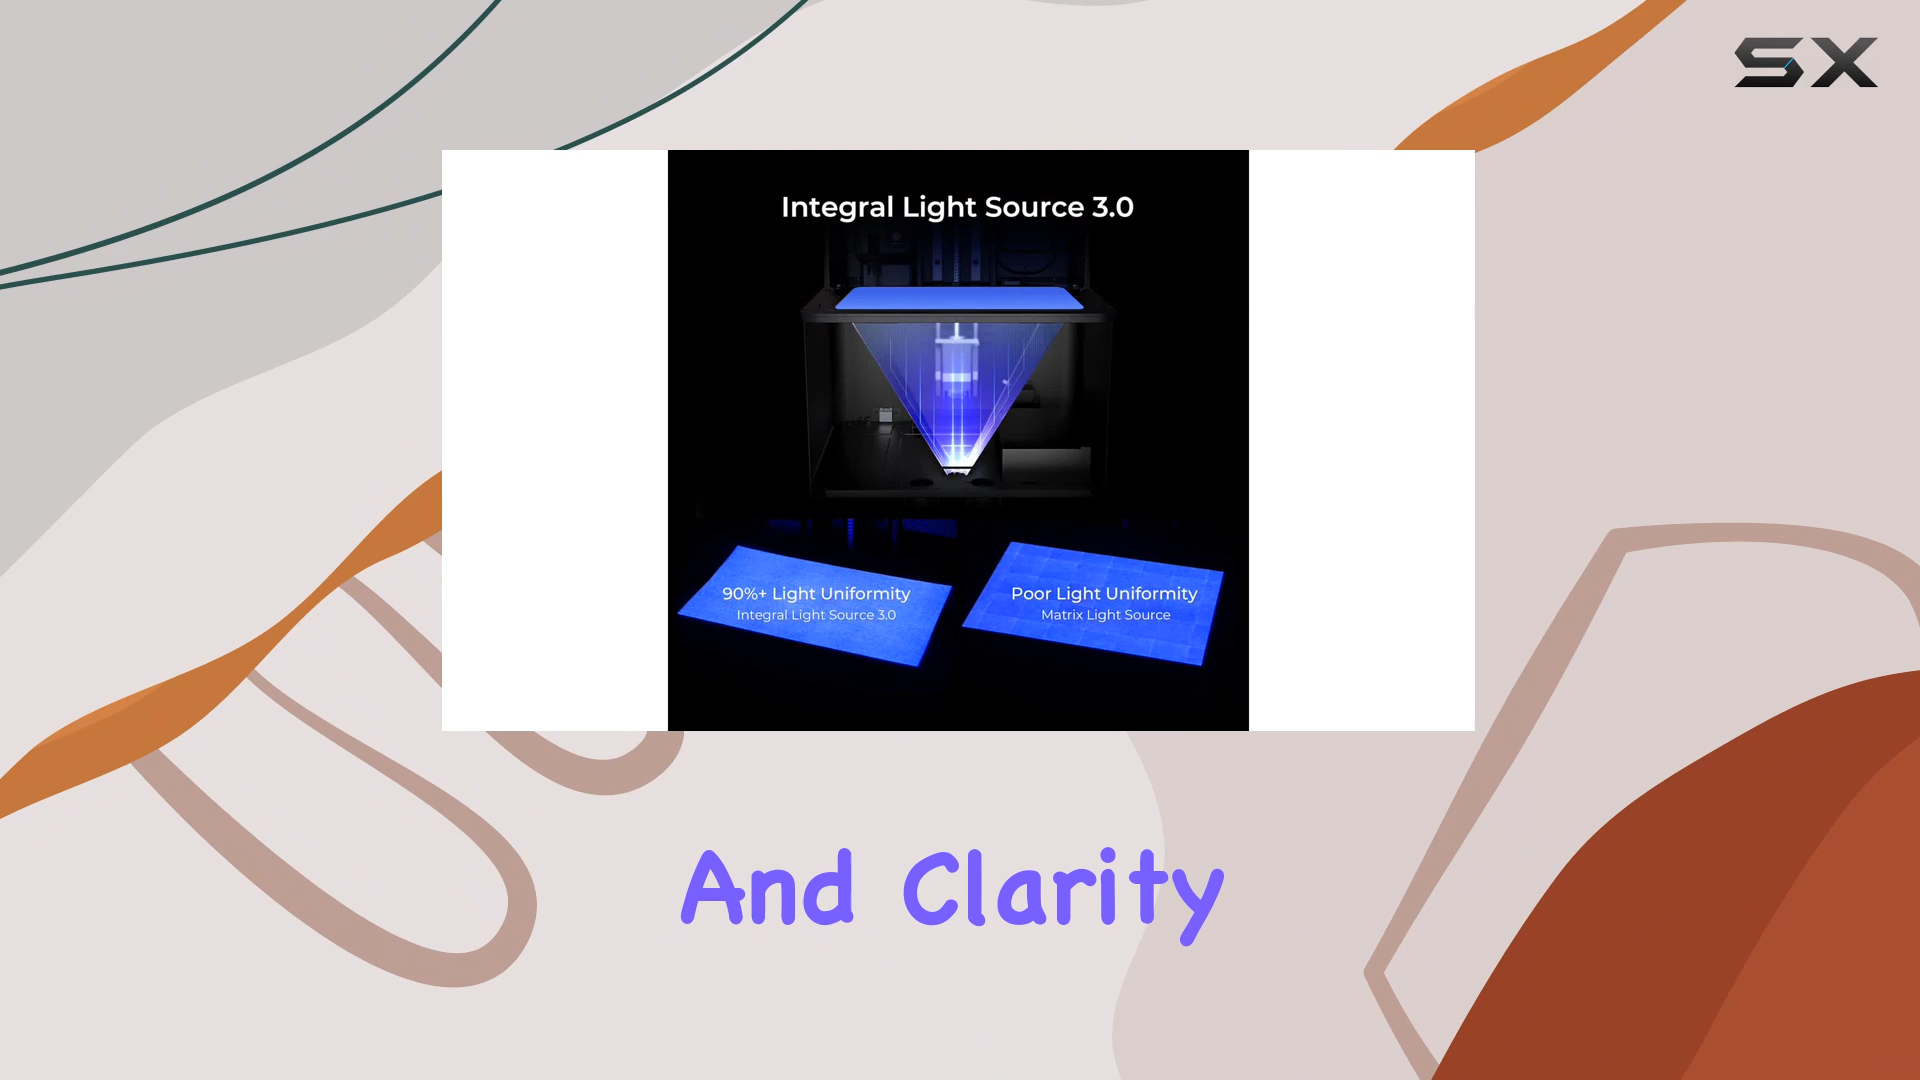 SX
Integral Light Source 3.0
90%+ Light Uniformity
Integral Light Source 3.0
Poor Light Uniformity
Matrix Light Source
And Clarity